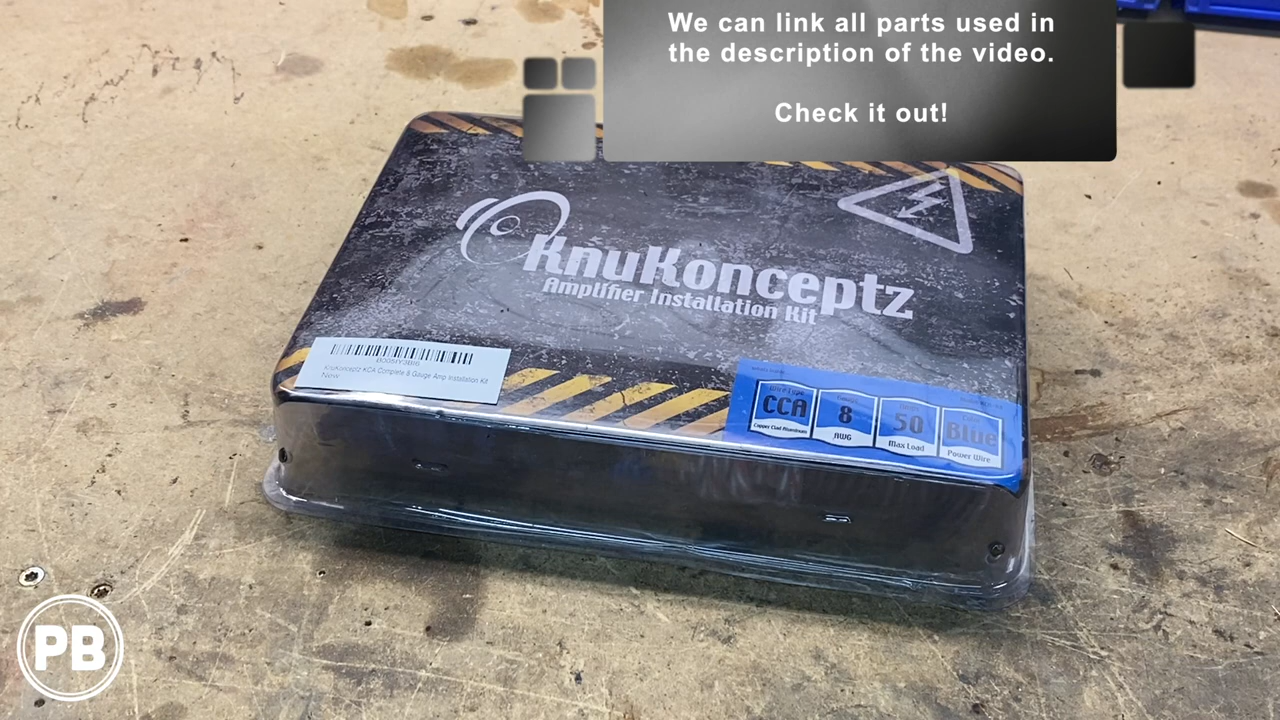 We can link all parts used in
the description of the video.
Check it out!
KnuKonceptz
Amplifier Installation Kit
KnuKonceptz KCA Complete 8 Gauge Amp Installation Kit
New
Wire Type
CCA
Copper Clad Aluminum
8
AWG
50
Max Load
Blue
Power Wire
PB